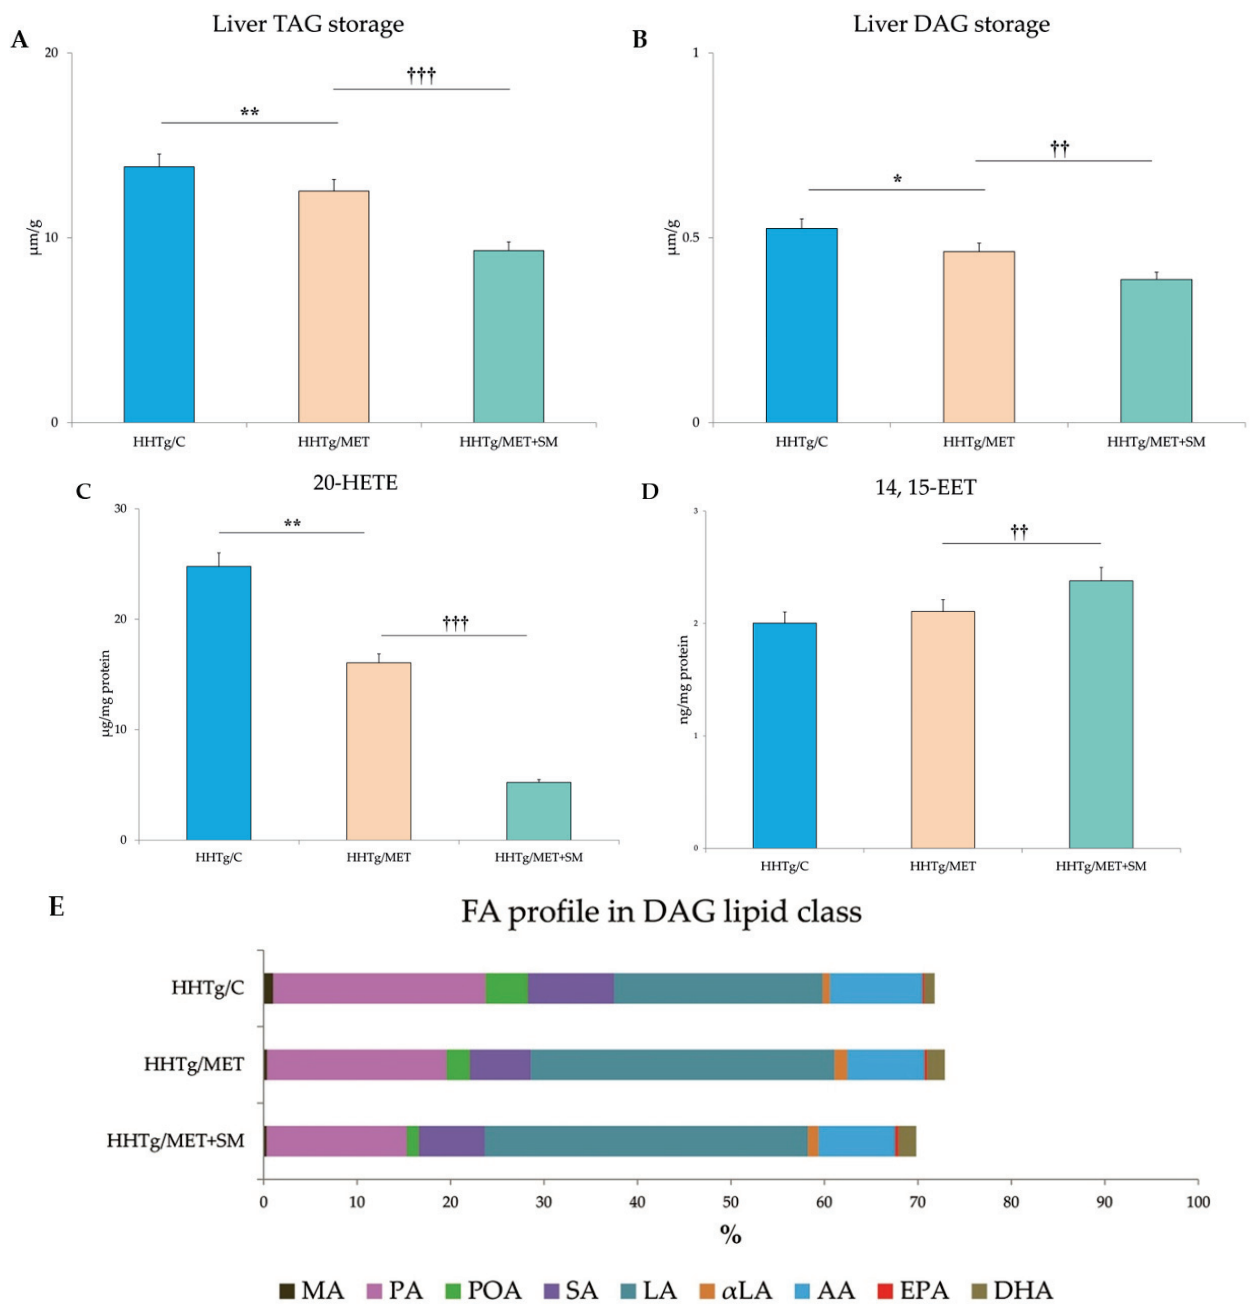 A
Liver TAG storage
20
10
0
µm/g
**
†††
HHTg/C
HHTg/MET
HHTg/MET+SM
B
Liver DAG storage
1
0.5
0
µm/g
*
††
HHTg/C
HHTg/MET
HHTg/MET+SM
C
20-HETE
30
20
10
0
µg/mg protein
**
†††
HHTg/C
HHTg/MET
HHTg/MET+SM
D
14, 15-EET
3
2
1
0
ng/mg protein
††
HHTg/C
HHTg/MET
HHTg/MET+SM
E
FA profile in DAG lipid class
HHTg/C
HHTg/MET
HHTg/MET+SM
0 10 20 30 40 50 60 70 80 90 100
%
MA PA POA SA LA αLA AA EPA DHA